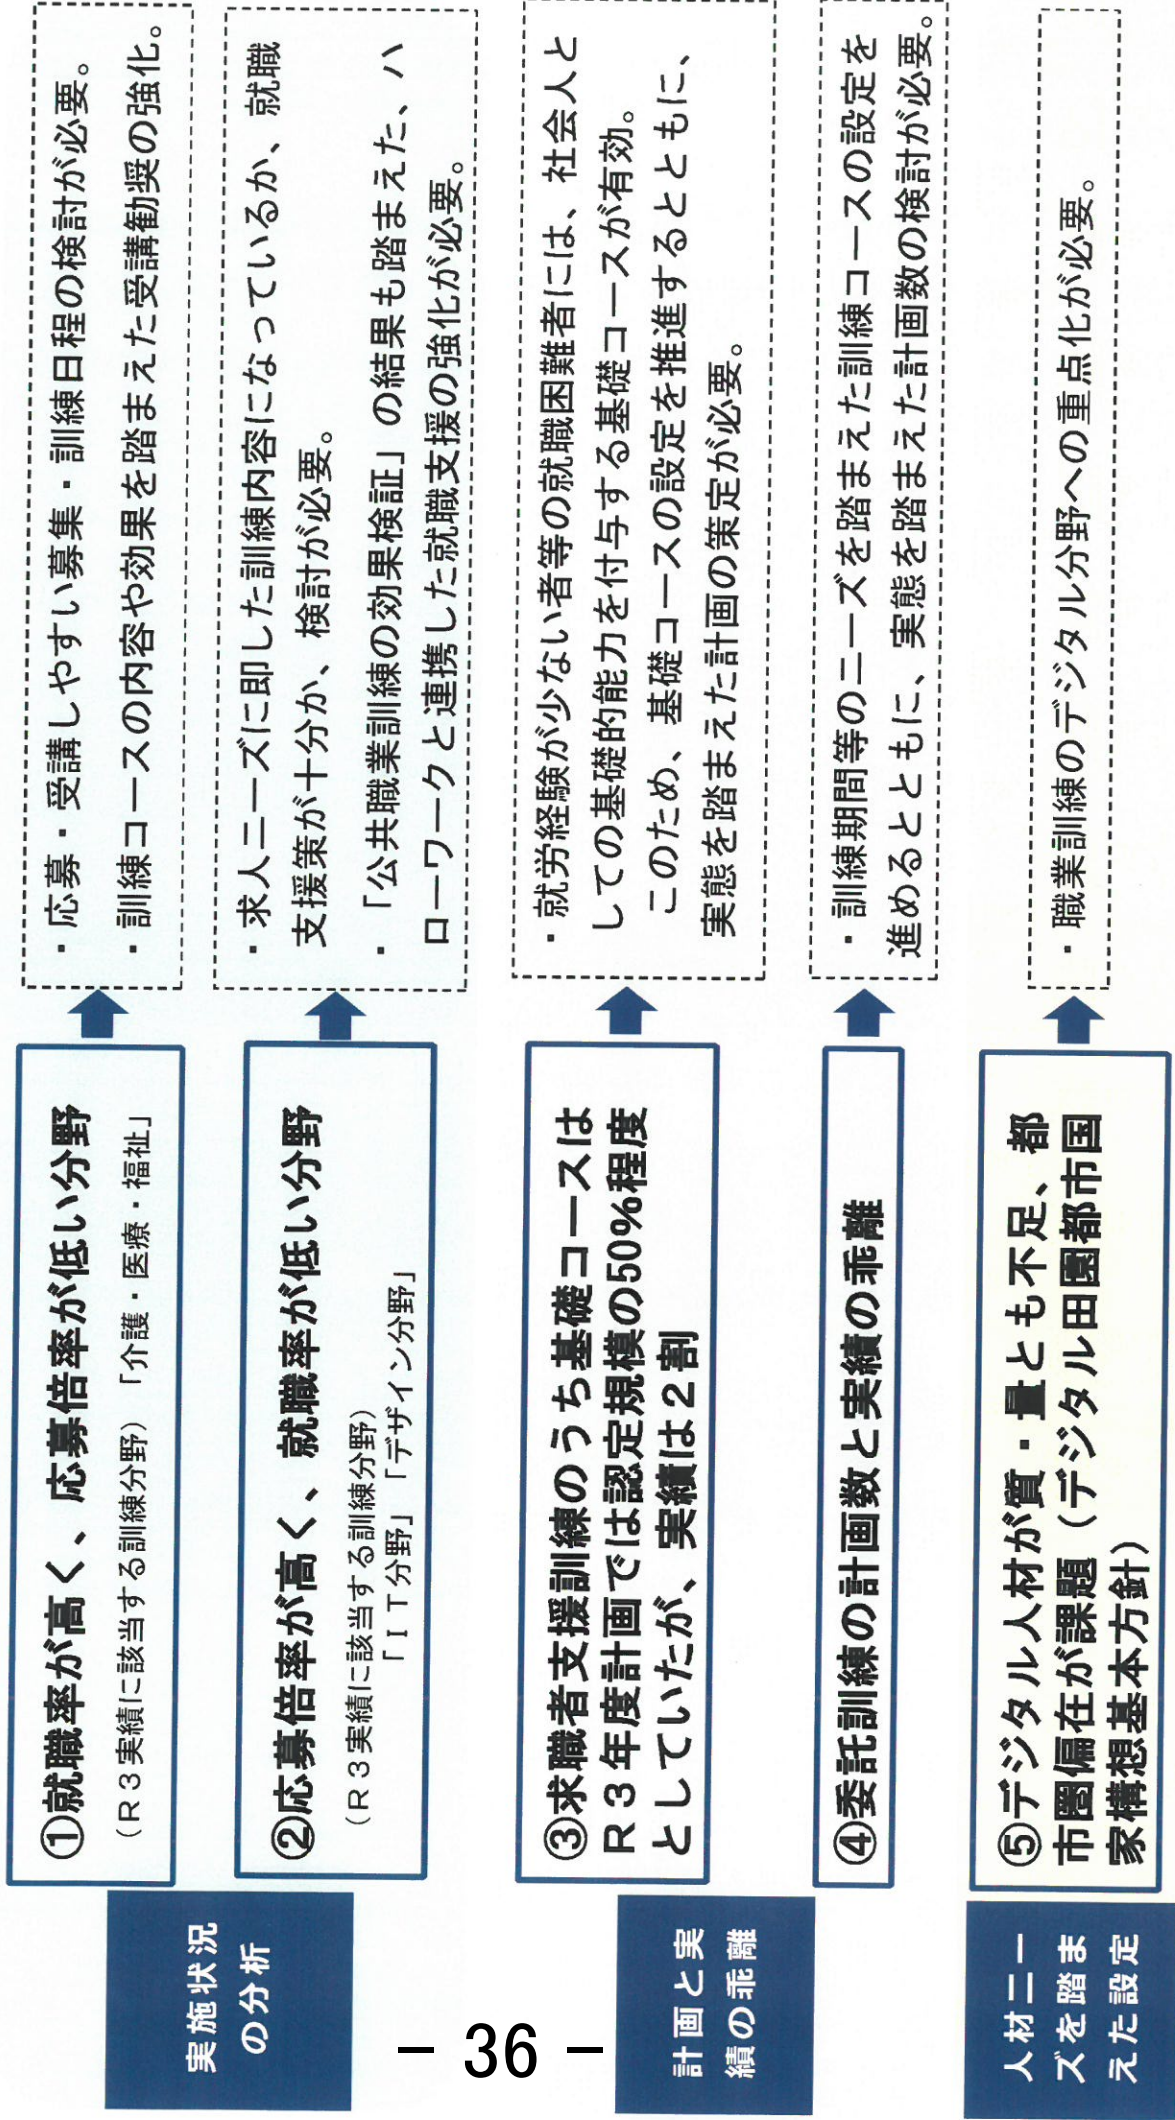 実施状況
の分析
①就職率が高く、応募倍率が低い分野
（Ｒ３実績に該当する訓練分野）「介護・医療・福祉」
・応募・受講しやすい募集・訓練日程の検討が必要。
・訓練コースの内容や効果を踏まえた受講勧奨の強化。
②応募倍率が高く、就職率が低い分野
（Ｒ３実績に該当する訓練分野）
「ＩＴ分野」「デザイン分野」
・求人ニーズに即した訓練内容になっているか、就職
支援策が十分か、検討が必要。
・「公共職業訓練の効果検証」の結果も踏まえた、ハ
ローワークと連携した就職支援の強化が必要。
計画と実
績の乖離
③求職者支援訓練のうち基礎コースは
Ｒ３年度計画では認定規模の50%程度
としていたが、実績は２割
・就労経験が少ない者等の就職困難者には、社会人と
しての基礎的能力を付与する基礎コースが有効。
このため、基礎コースの設定を推進するとともに、
実態を踏まえた計画の策定が必要。
④委託訓練の計画数と実績の乖離
・訓練期間等のニーズを踏まえた訓練コースの設定を
進めるとともに、実態を踏まえた計画数の検討が必要。
人材ニー
ズを踏ま
えた設定
⑤デジタル人材が質・量とも不足、都
市圏偏在が課題（デジタル田園都市国
家構想基本方針）
・職業訓練のデジタル分野への重点化が必要。
－ 36 －